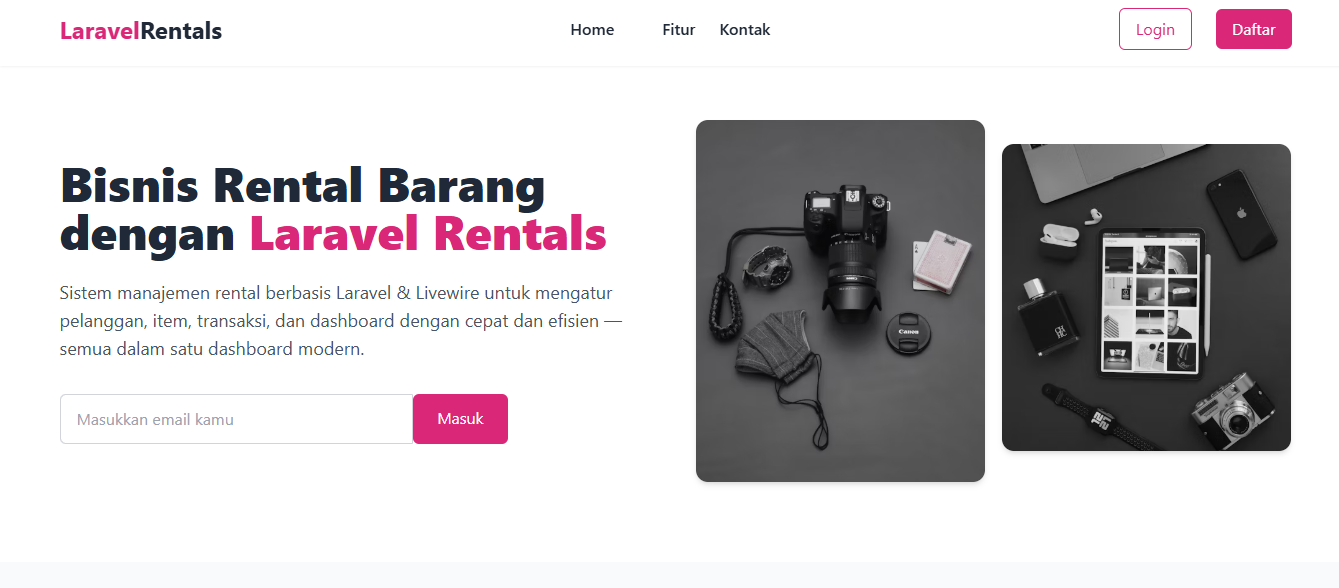 LaravelRentals
Home Fitur Kontak
Login Daftar
Bisnis Rental Barang
dengan Laravel Rentals
Sistem manajemen rental berbasis Laravel & Livewire untuk mengatur
pelanggan, item, transaksi, dan dashboard dengan cepat dan efisien —
semua dalam satu dashboard modern.
Masukkan email kamu
Masuk
Canon